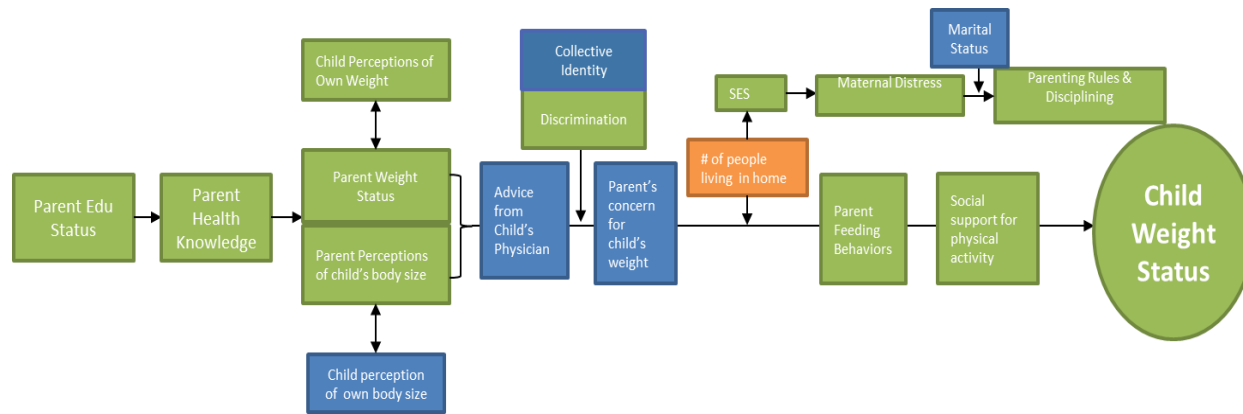 Parent Edu
Status
Parent
Health
Knowledge
Child Perceptions of
Own Weight
Parent Weight
Status
Parent Perceptions
of child's body size
Child perception
of own body size
Advice
from
Child's
Physician
Collective
Identity
Discrimination
Parent's
concern
for
child's
weight
SES
# of people
living in home
Maternal Distress
Marital
Status
Parenting Rules &
Disciplining
Parent
Feeding
Behaviors
Social
support for
physical
activity
Child
Weight
Status